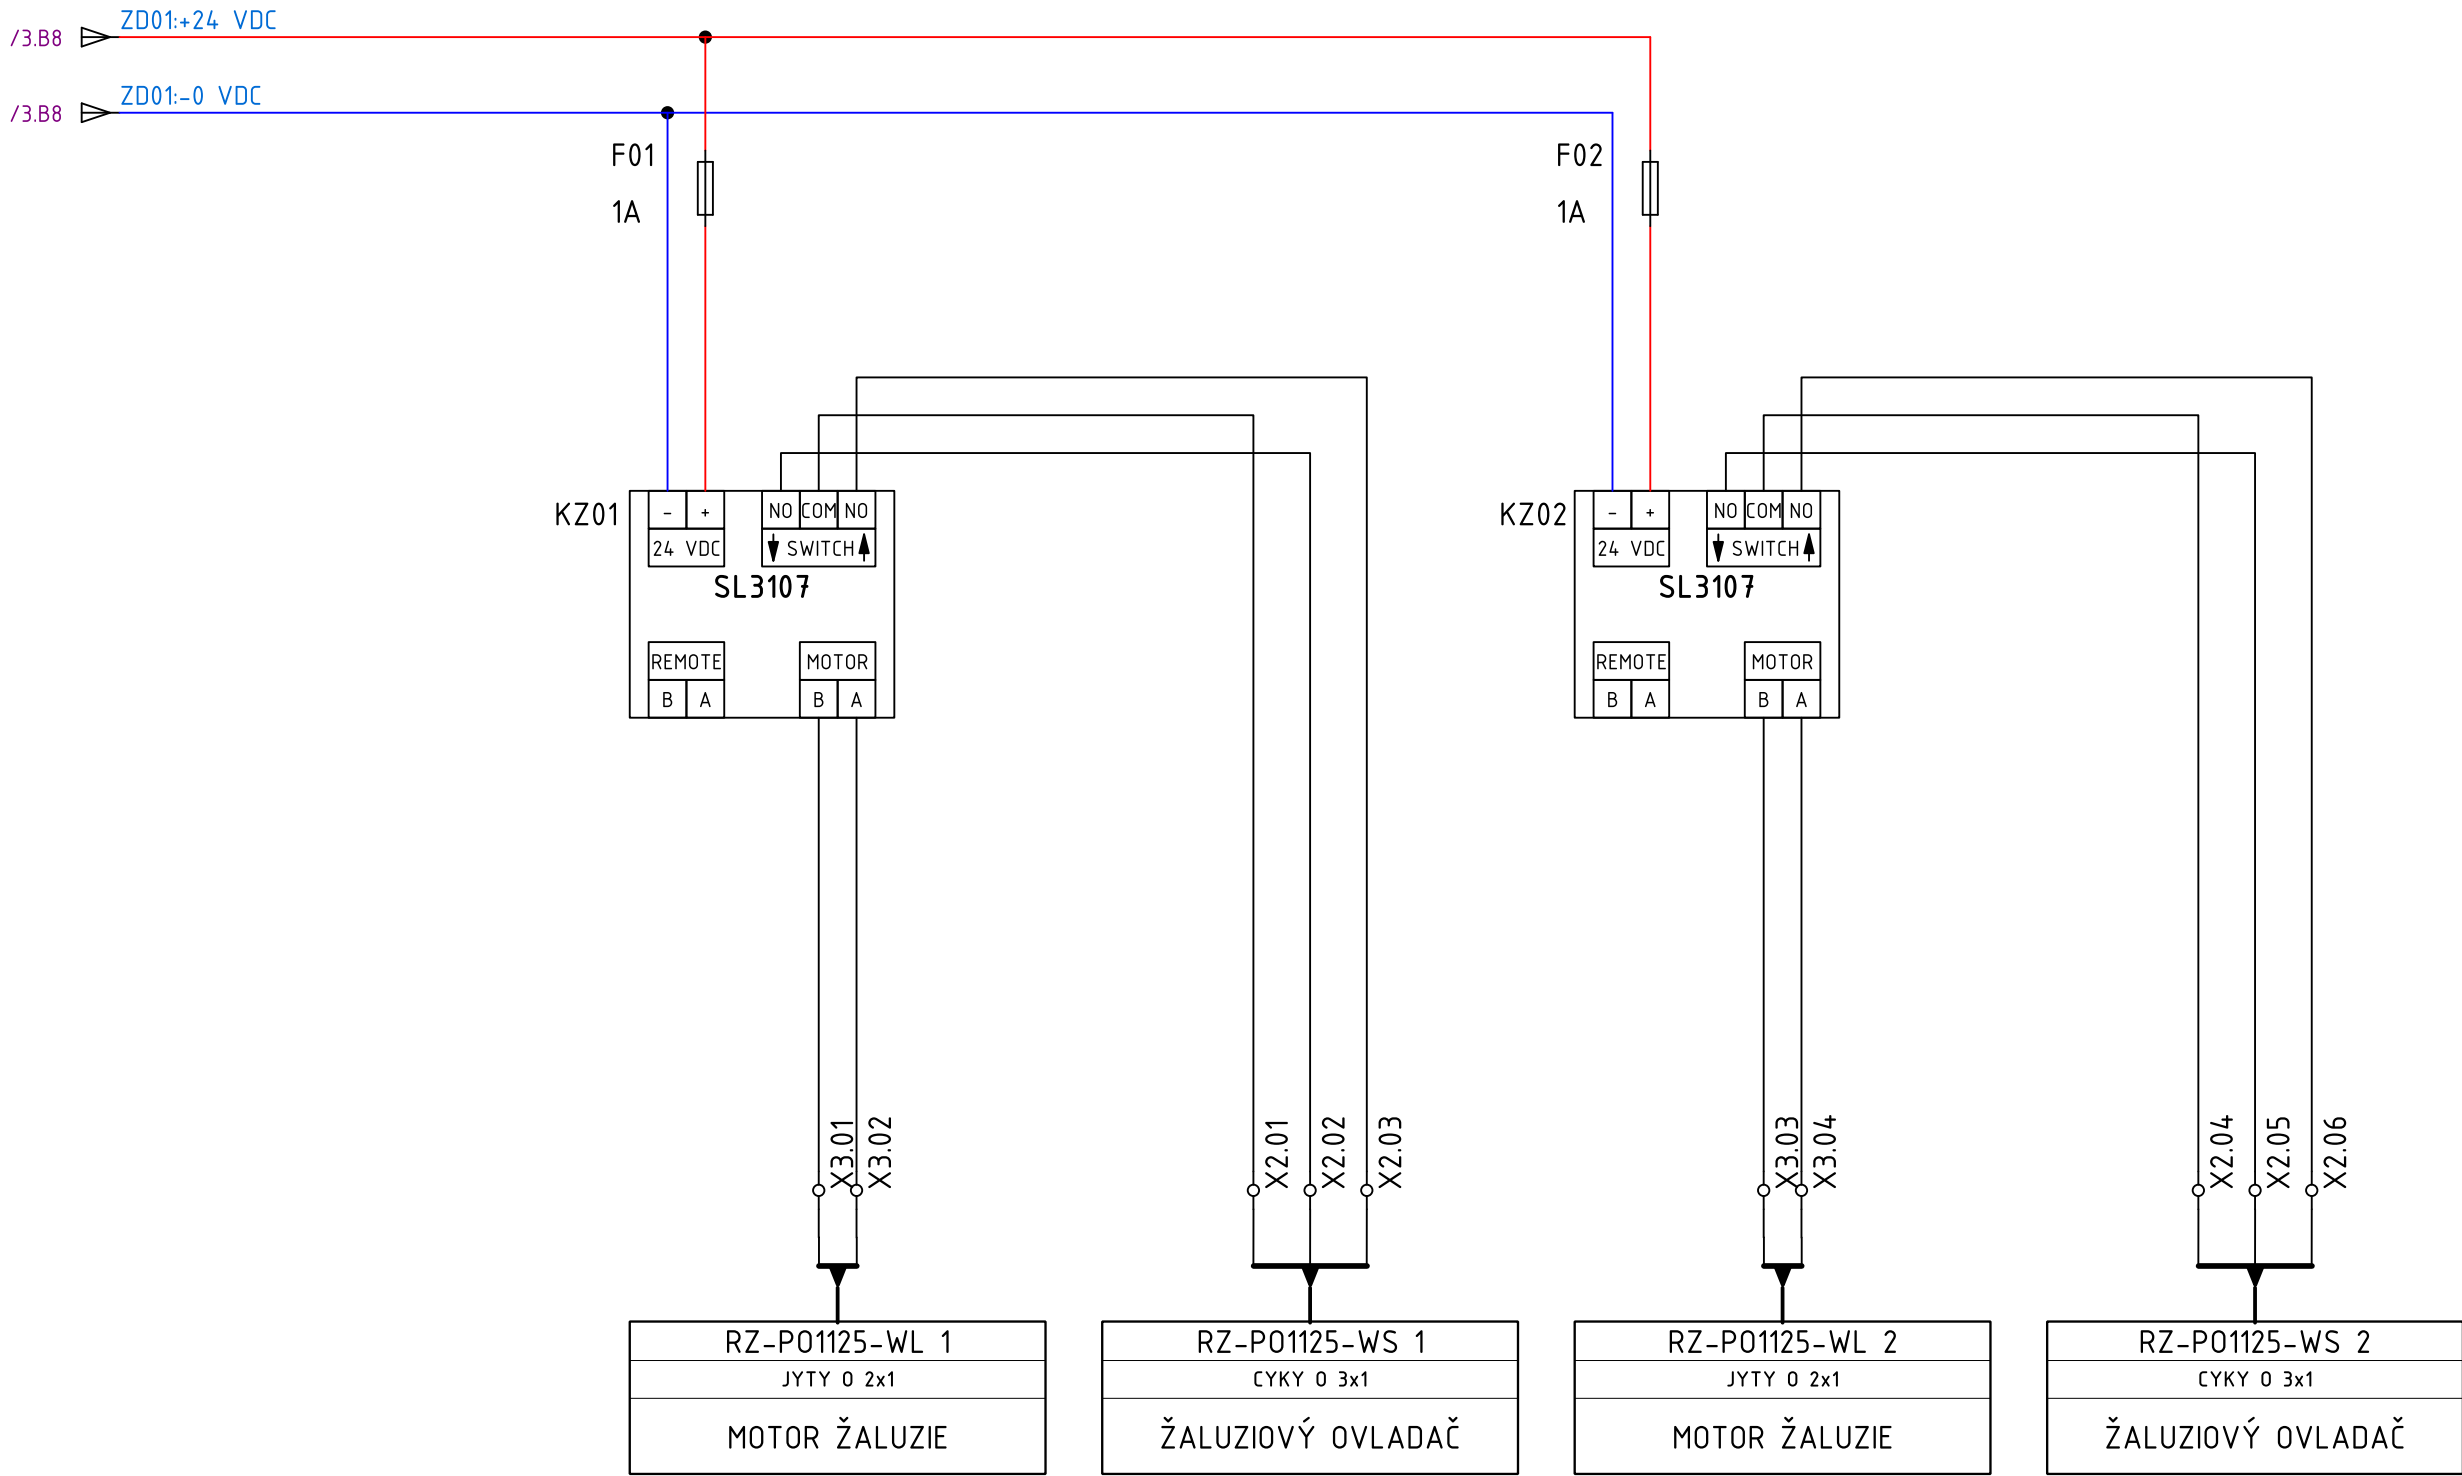 ZD01:+24 VDC
/3.B8
ZD01:-0 VDC
/3.B8
F01
1A
F02
1A
KZ01
- + NO COM NO
24 VDC SWITCH
SL3107
REMOTE MOTOR
B A B A
KZ02
- + NO COM NO
24 VDC SWITCH
SL3107
REMOTE MOTOR
B A B A
X3.01
X3.02
X2.01
X2.02
X2.03
X3.03
X3.04
X2.04
X2.05
X2.06
RZ-PO1125-WL 1
JYTY O 2x1
MOTOR ŽALUZIE
RZ-PO1125-WS 1
CYKY O 3x1
ŽALUZIOVÝ OVLADAČ
RZ-PO1125-WL 2
JYTY O 2x1
MOTOR ŽALUZIE
RZ-PO1125-WS 2
CYKY O 3x1
ŽALUZIOVÝ OVLADAČ